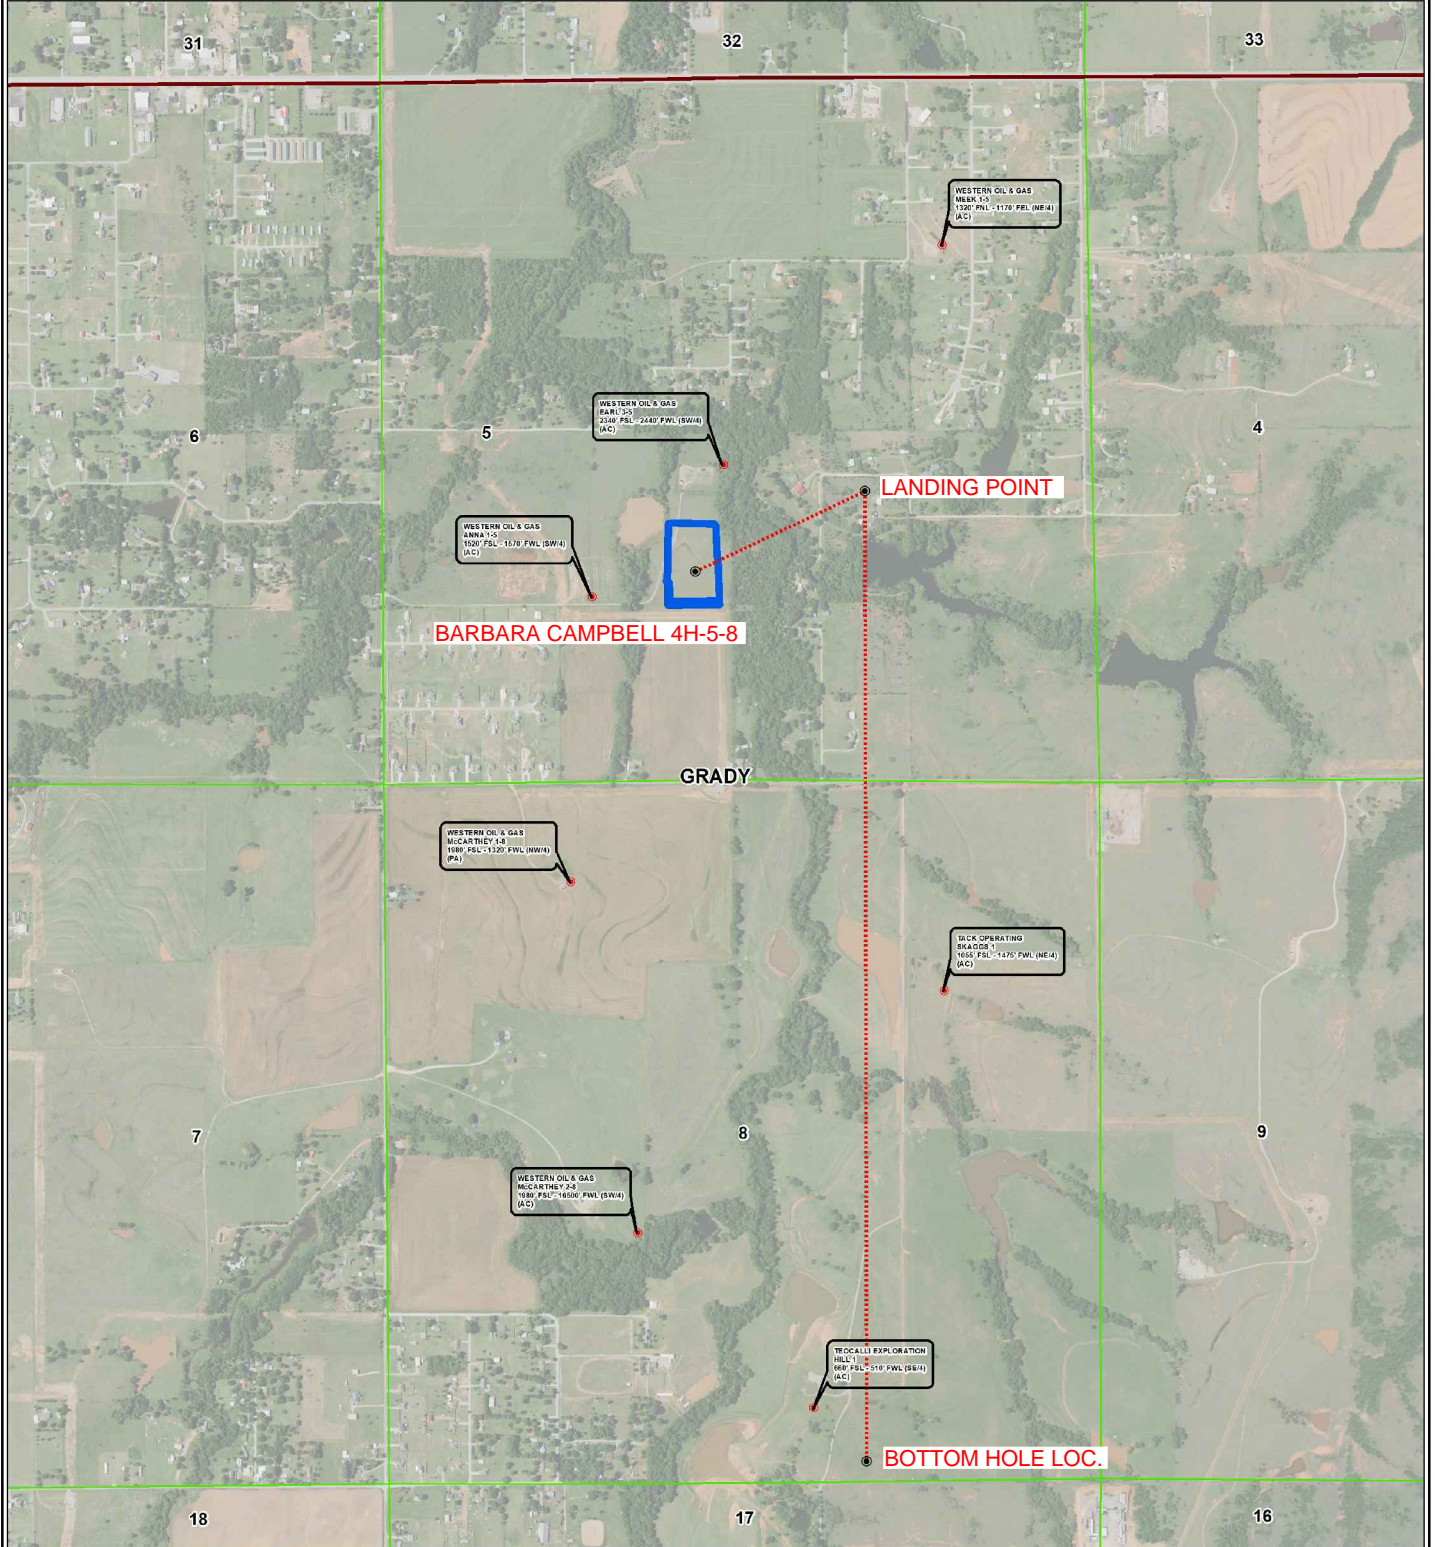 31
32
33
WESTERN OIL & GAS
MEEK 1-5
1320' FNL - 1170' FEL (NE/4)
(AC)
WESTERN OIL & GAS
EARL 3-5
2340' FSL - 2440' FWL (SW/4)
(AC)
6
5
4
LANDING POINT
WESTERN OIL & GAS
ANNA 1-5
1520' FSL - 1570' FWL (SW/4)
(AC)
BARBARA CAMPBELL 4H-5-8
GRADY
WESTERN OIL & GAS
McCARTHEY 1-8
1980' FSL - 1320' FWL (NW/4)
(PA)
TACK OPERATING
SKAGGS 1
1055' FSL - 1475' FWL (NE/4)
(AC)
7
8
9
WESTERN OIL & GAS
McCARTHEY 2-8
1980' FSL - 16500' FWL (SW/4)
(AC)
TEOCALLI EXPLORATION
HILL 1
660' FSL - 510' FWL (SE/4)
(AC)
BOTTOM HOLE LOC.
18
17
16